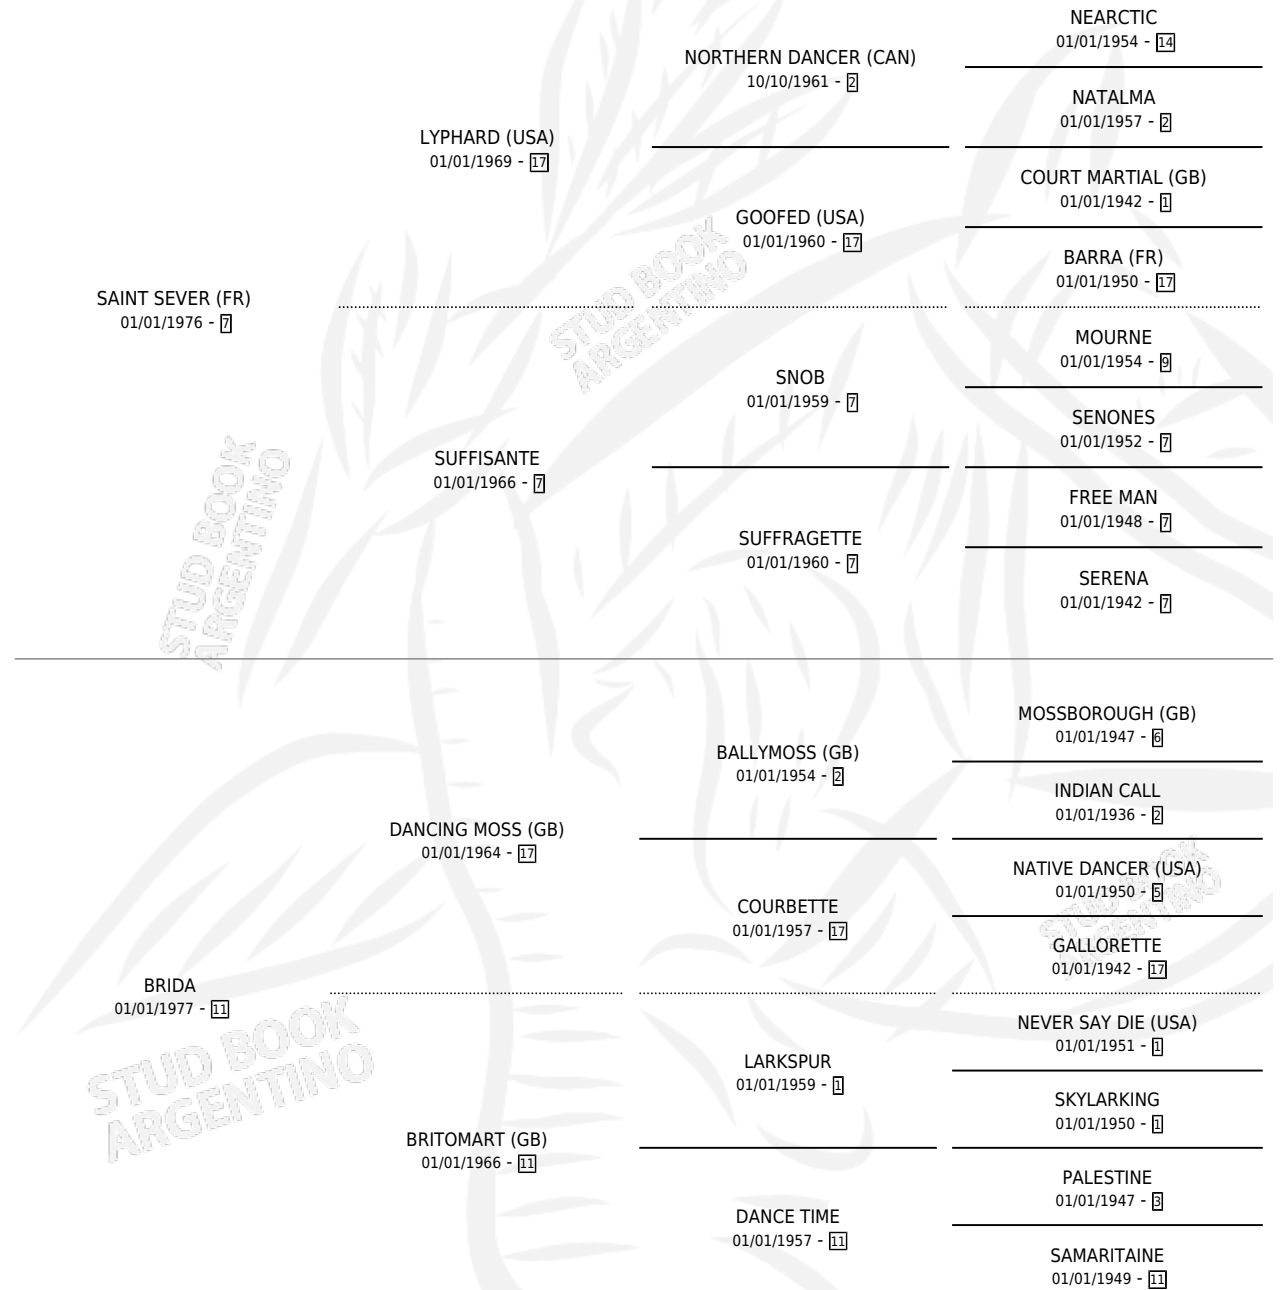 NEARCTIC
01/01/1954 - 14
NORTHERN DANCER (CAN)
10/10/1961 - 2
NATALMA
01/01/1957 - 2
LYPHARD (USA)
01/01/1969 - 17
COURT MARTIAL (GB)
01/01/1942 - 1
GOOFED (USA)
01/01/1960 - 17
BARRA (FR)
01/01/1950 - 17
SAINT SEVER (FR)
01/01/1976 - 7
STUD BOOK
ARGENTINO
MOURNE
01/01/1954 - 9
SNOB
01/01/1959 - 7
SENONES
01/01/1952 - 7
SUFFISANTE
01/01/1966 - 7
FREE MAN
01/01/1948 - 7
SUFFRAGETTE
01/01/1960 - 7
SERENA
01/01/1942 - 7
STUD BOOK
ARGENTINO
MOSSBOROUGH (GB)
01/01/1947 - 6
BALLYMOSS (GB)
01/01/1954 - 2
INDIAN CALL
01/01/1936 - 2
DANCING MOSS (GB)
01/01/1964 - 17
NATIVE DANCER (USA)
01/01/1950 - 5
STUD BOOK
ARGENTINO
COURBETTE
01/01/1957 - 17
GALLORETTE
01/01/1942 - 17
BRIDA
01/01/1977 - 11
STUD BOOK
ARGENTINO
NEVER SAY DIE (USA)
01/01/1951 - 1
LARKSPUR
01/01/1959 - 1
SKYLARKING
01/01/1950 - 1
BRITOMART (GB)
01/01/1966 - 11
PALESTINE
01/01/1947 - 3
DANCE TIME
01/01/1957 - 11
SAMARITAINE
01/01/1949 - 11